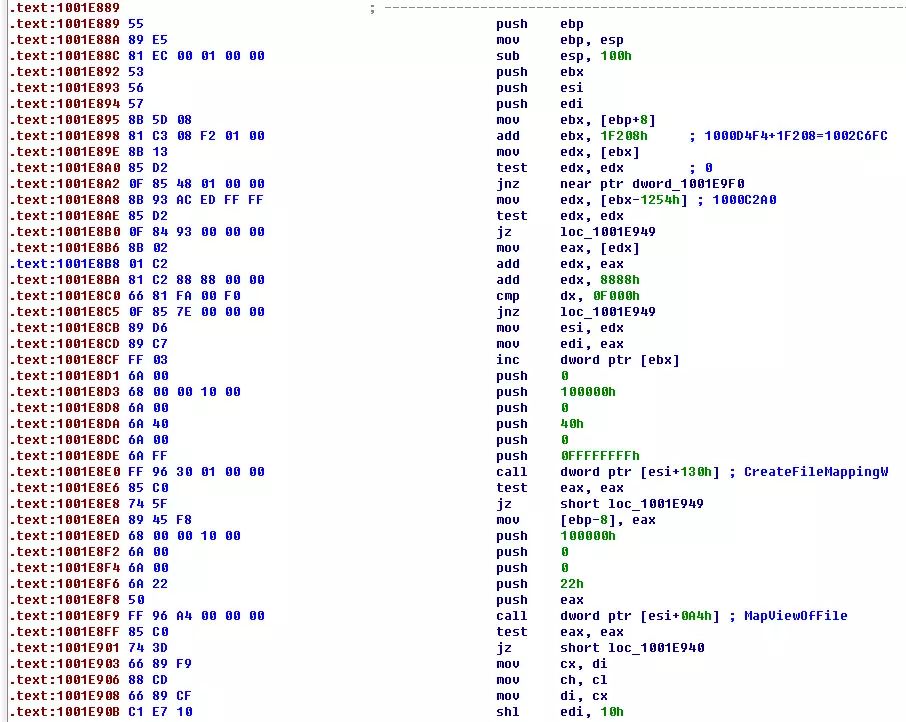 .text:1001E889 ; ---------------------------------------------------------------------------
.text:1001E889 55 push ebp
.text:1001E88A 89 E5 mov ebp, esp
.text:1001E88C 81 EC 00 01 00 00 sub esp, 100h
.text:1001E892 53 push ebx
.text:1001E893 56 push esi
.text:1001E894 57 push edi
.text:1001E895 8B 5D 08 mov ebx, [ebp+8]
.text:1001E898 81 C3 08 F2 01 00 add ebx, 1F208h ; 1000D4F4+1F208=1002C6FC
.text:1001E89E 8B 13 mov edx, [ebx]
.text:1001E8A0 85 D2 test edx, edx ; 0
.text:1001E8A2 0F 85 48 01 00 00 jnz near ptr dword_1001E9F0
.text:1001E8A8 8B 93 AC ED FF FF mov edx, [ebx-1254h] ; 1000C2A0
.text:1001E8AE 85 D2 test edx, edx
.text:1001E8B0 0F 84 93 00 00 00 jz loc_1001E949
.text:1001E8B6 8B 02 mov eax, [edx]
.text:1001E8B8 01 C2 add edx, eax
.text:1001E8BA 81 C2 88 88 00 00 add edx, 8888h
.text:1001E8C0 66 81 FA 00 F0 cmp dx, 0F000h
.text:1001E8C5 0F 85 7E 00 00 00 jnz loc_1001E949
.text:1001E8CB 89 D6 mov esi, edx
.text:1001E8CD 89 C7 mov edi, eax
.text:1001E8CF FF 03 inc dword ptr [ebx]
.text:1001E8D1 6A 00 push 0
.text:1001E8D3 68 00 00 10 00 push 100000h
.text:1001E8D8 6A 00 push 0
.text:1001E8DA 6A 40 push 40h
.text:1001E8DC 6A 00 push 0
.text:1001E8DE 6A FF push 0FFFFFFFFh
.text:1001E8E0 FF 96 30 01 00 00 call dword ptr [esi+130h] ; CreateFileMappingW
.text:1001E8E6 85 C0 test eax, eax
.text:1001E8E8 74 5F jz short loc_1001E949
.text:1001E8EA 89 45 F8 mov [ebp-8], eax
.text:1001E8ED 68 00 00 10 00 push 100000h
.text:1001E8F2 6A 00 push 0
.text:1001E8F4 6A 00 push 0
.text:1001E8F6 6A 22 push 22h
.text:1001E8F8 50 push eax
.text:1001E8F9 FF 96 A4 00 00 00 call dword ptr [esi+0A4h] ; MapViewOfFile
.text:1001E8FF 85 C0 test eax, eax
.text:1001E901 74 3D jz short loc_1001E940
.text:1001E903 66 89 F9 mov cx, di
.text:1001E906 88 CD mov ch, cl
.text:1001E908 66 89 CF mov di, cx
.text:1001E90B C1 E7 10 shl edi, 10h